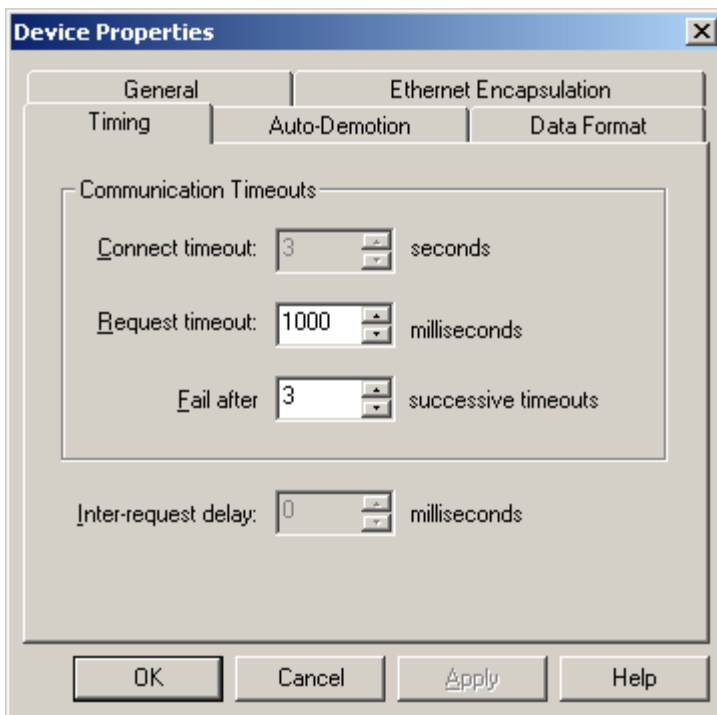 Device Properties
General Ethernet Encapsulation
Timing Auto-Demotion Data Format
Communication Timeouts
Connect timeout: 3 seconds
Request timeout: 1000 milliseconds
Fail after 3 successive timeouts
Inter-request delay: 0 milliseconds
OK Cancel Apply Help